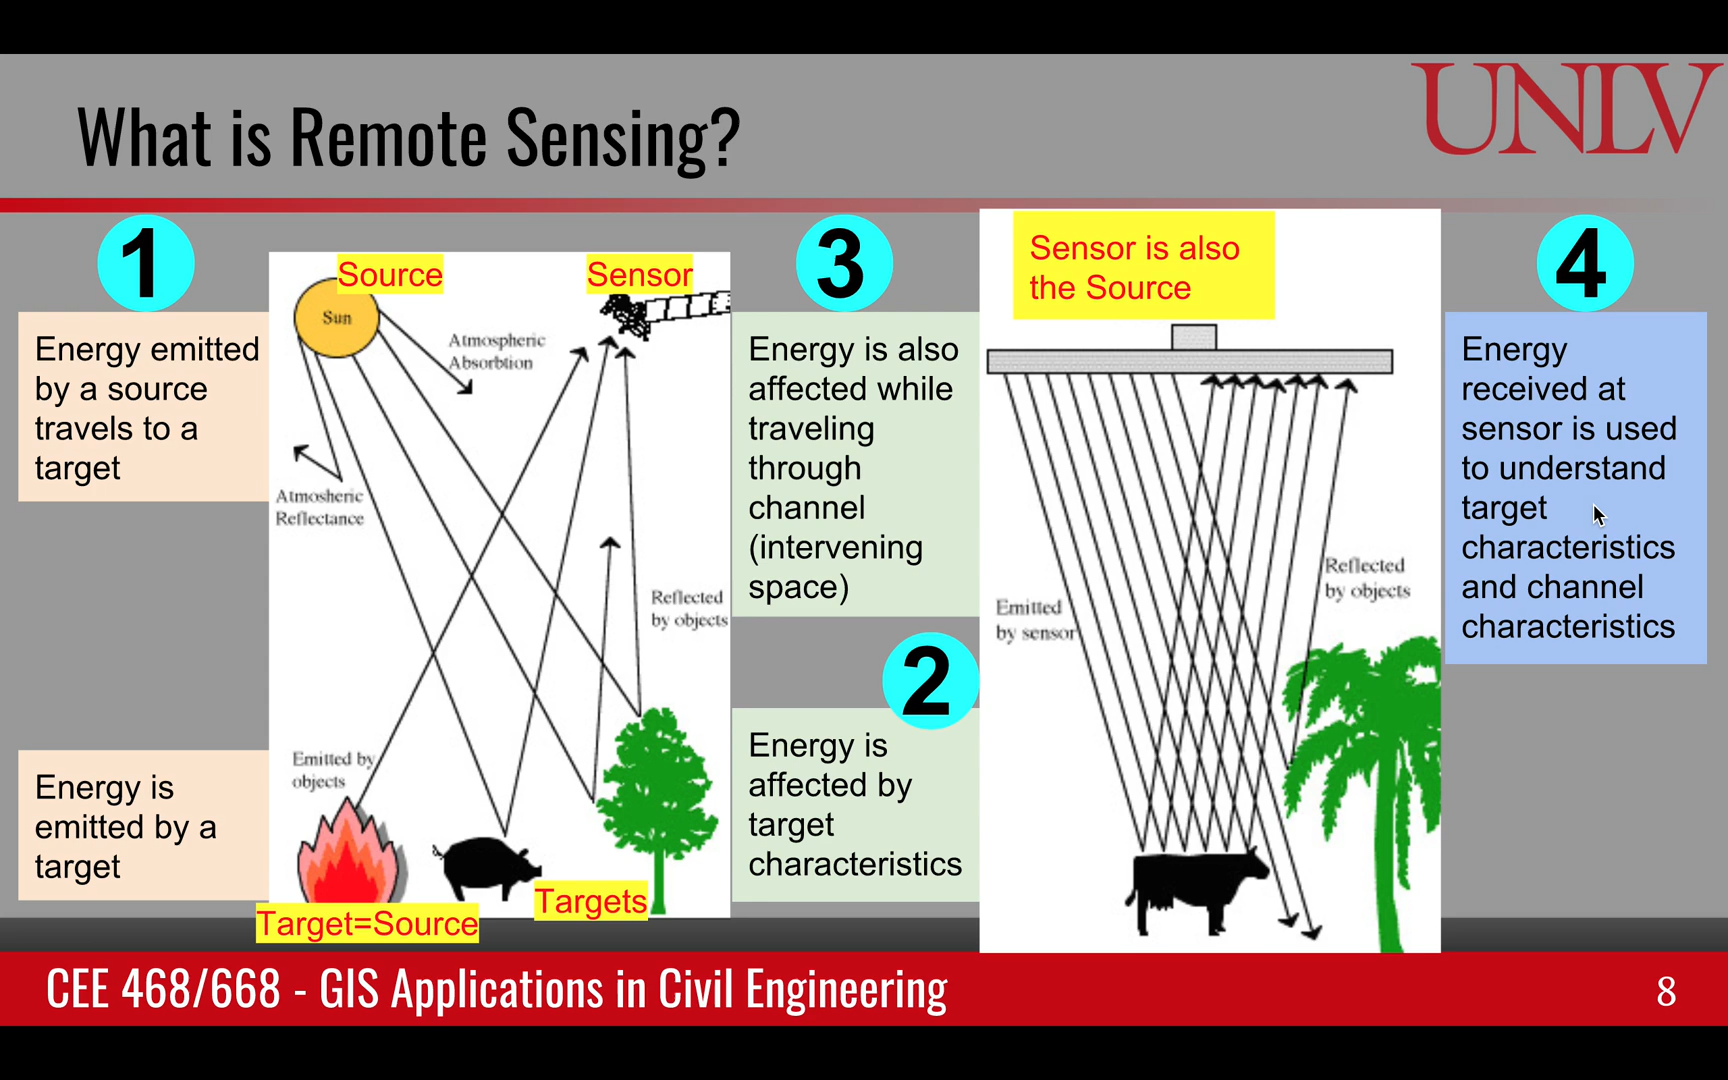 What is Remote Sensing?
UNLV
1
Energy emitted
by a source
travels to a
target
Energy is
emitted by a
target
Source
Sensor
Sun
Atmospheric
Absorbtion
Atmosheric
Reflectance
Reflected
by objects
Emitted by
objects
Target=Source
Targets
3
Energy is also
affected while
traveling
through
channel
(intervening
space)
2
Energy is
affected by
target
characteristics
Sensor is also
the Source
Emitted
by sensor
Reflected
by objects
4
Energy
received at
sensor is used
to understand
target
characteristics
and channel
characteristics
CEE 468/668 - GIS Applications in Civil Engineering
8